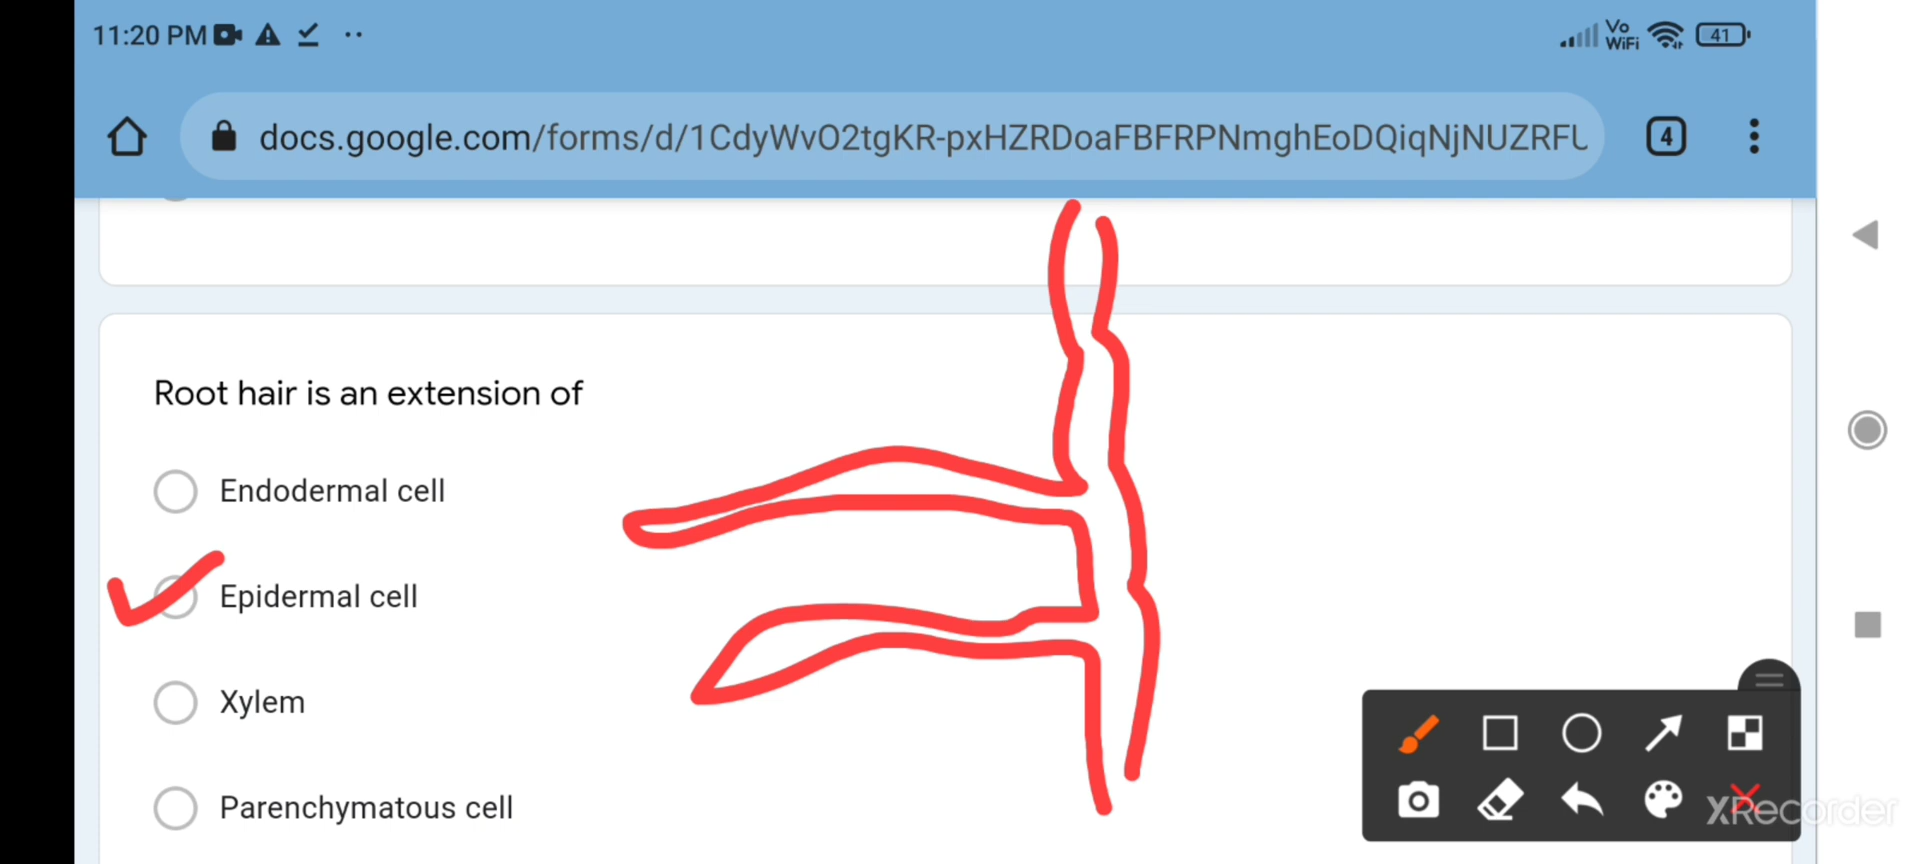 11:20 PM
Vo
WiFi
41
docs.google.com/forms/d/1CdyWvO2tgKR-pxHZRDoaFBFRPNmghEoDQiqNjNUZRFU
4
Root hair is an extension of
Endodermal cell
Epidermal cell
Xylem
Parenchymatous cell
XRecorder